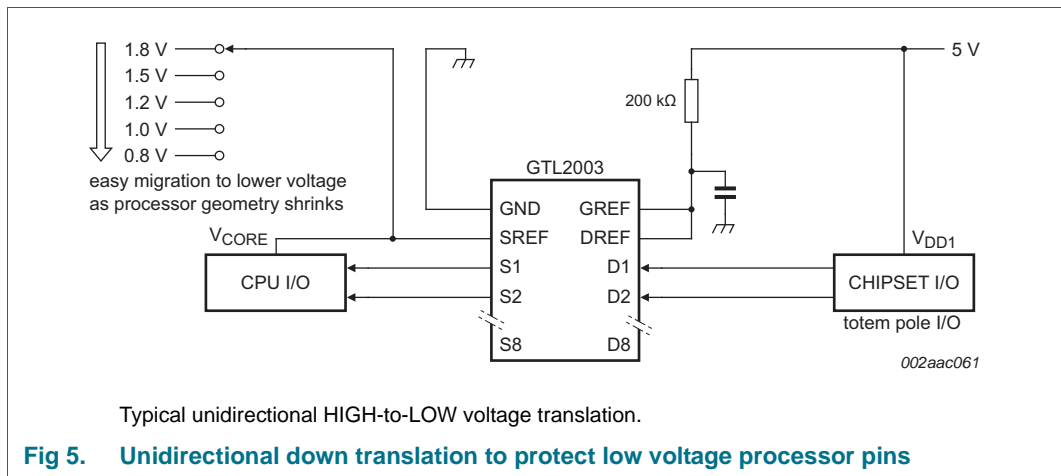 1.8 V
1.5 V
1.2 V
1.0 V
0.8 V
easy migration to lower voltage
as processor geometry shrinks
5 V
200 kΩ
GTL2003
GND
GREF
SREF
DREF
S1
D1
S2
D2
S8
D8
VCORE
CPU I/O
VDD1
CHIPSET I/O
totem pole I/O
002aac061
Typical unidirectional HIGH-to-LOW voltage translation.
Fig 5. Unidirectional down translation to protect low voltage processor pins